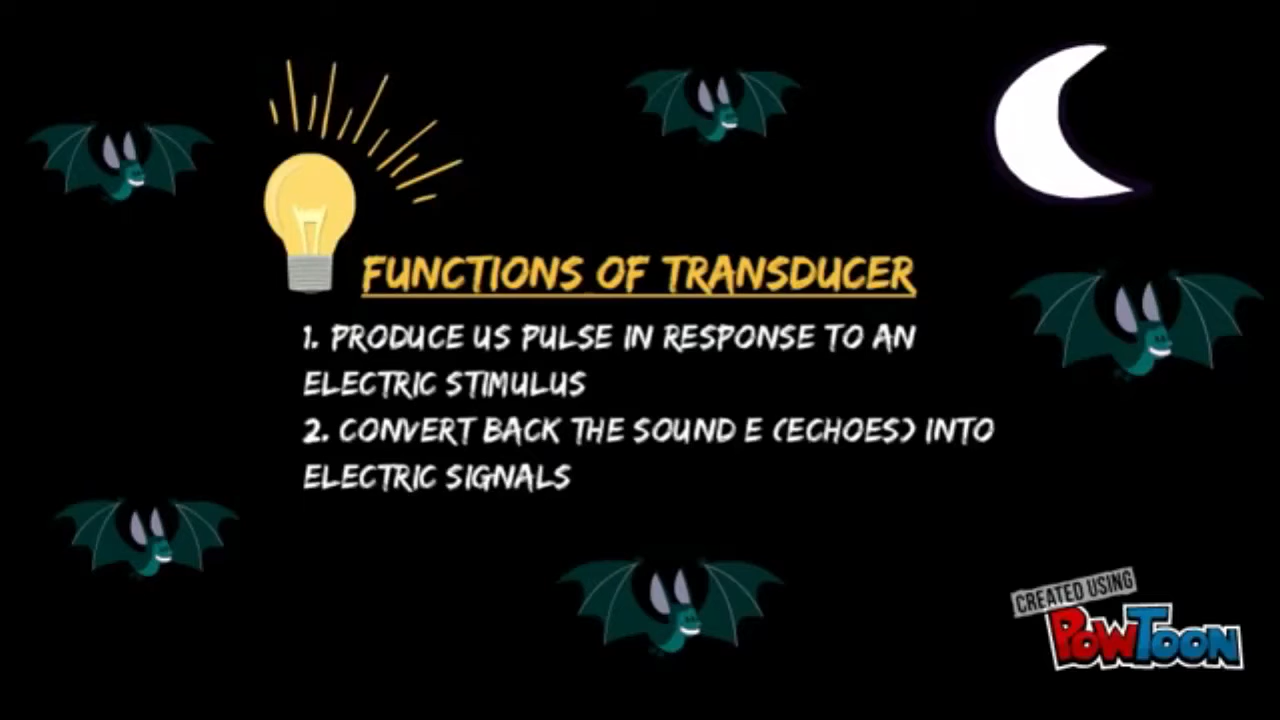 FUNCTIONS OF TRANSDUCER
1. PRODUCE US PULSE IN RESPONSE TO AN
ELECTRIC STIMULUS
2. CONVERT BACK THE SOUND E (ECHOES) INTO
ELECTRIC SIGNALS
CREATED USING
POWTOON